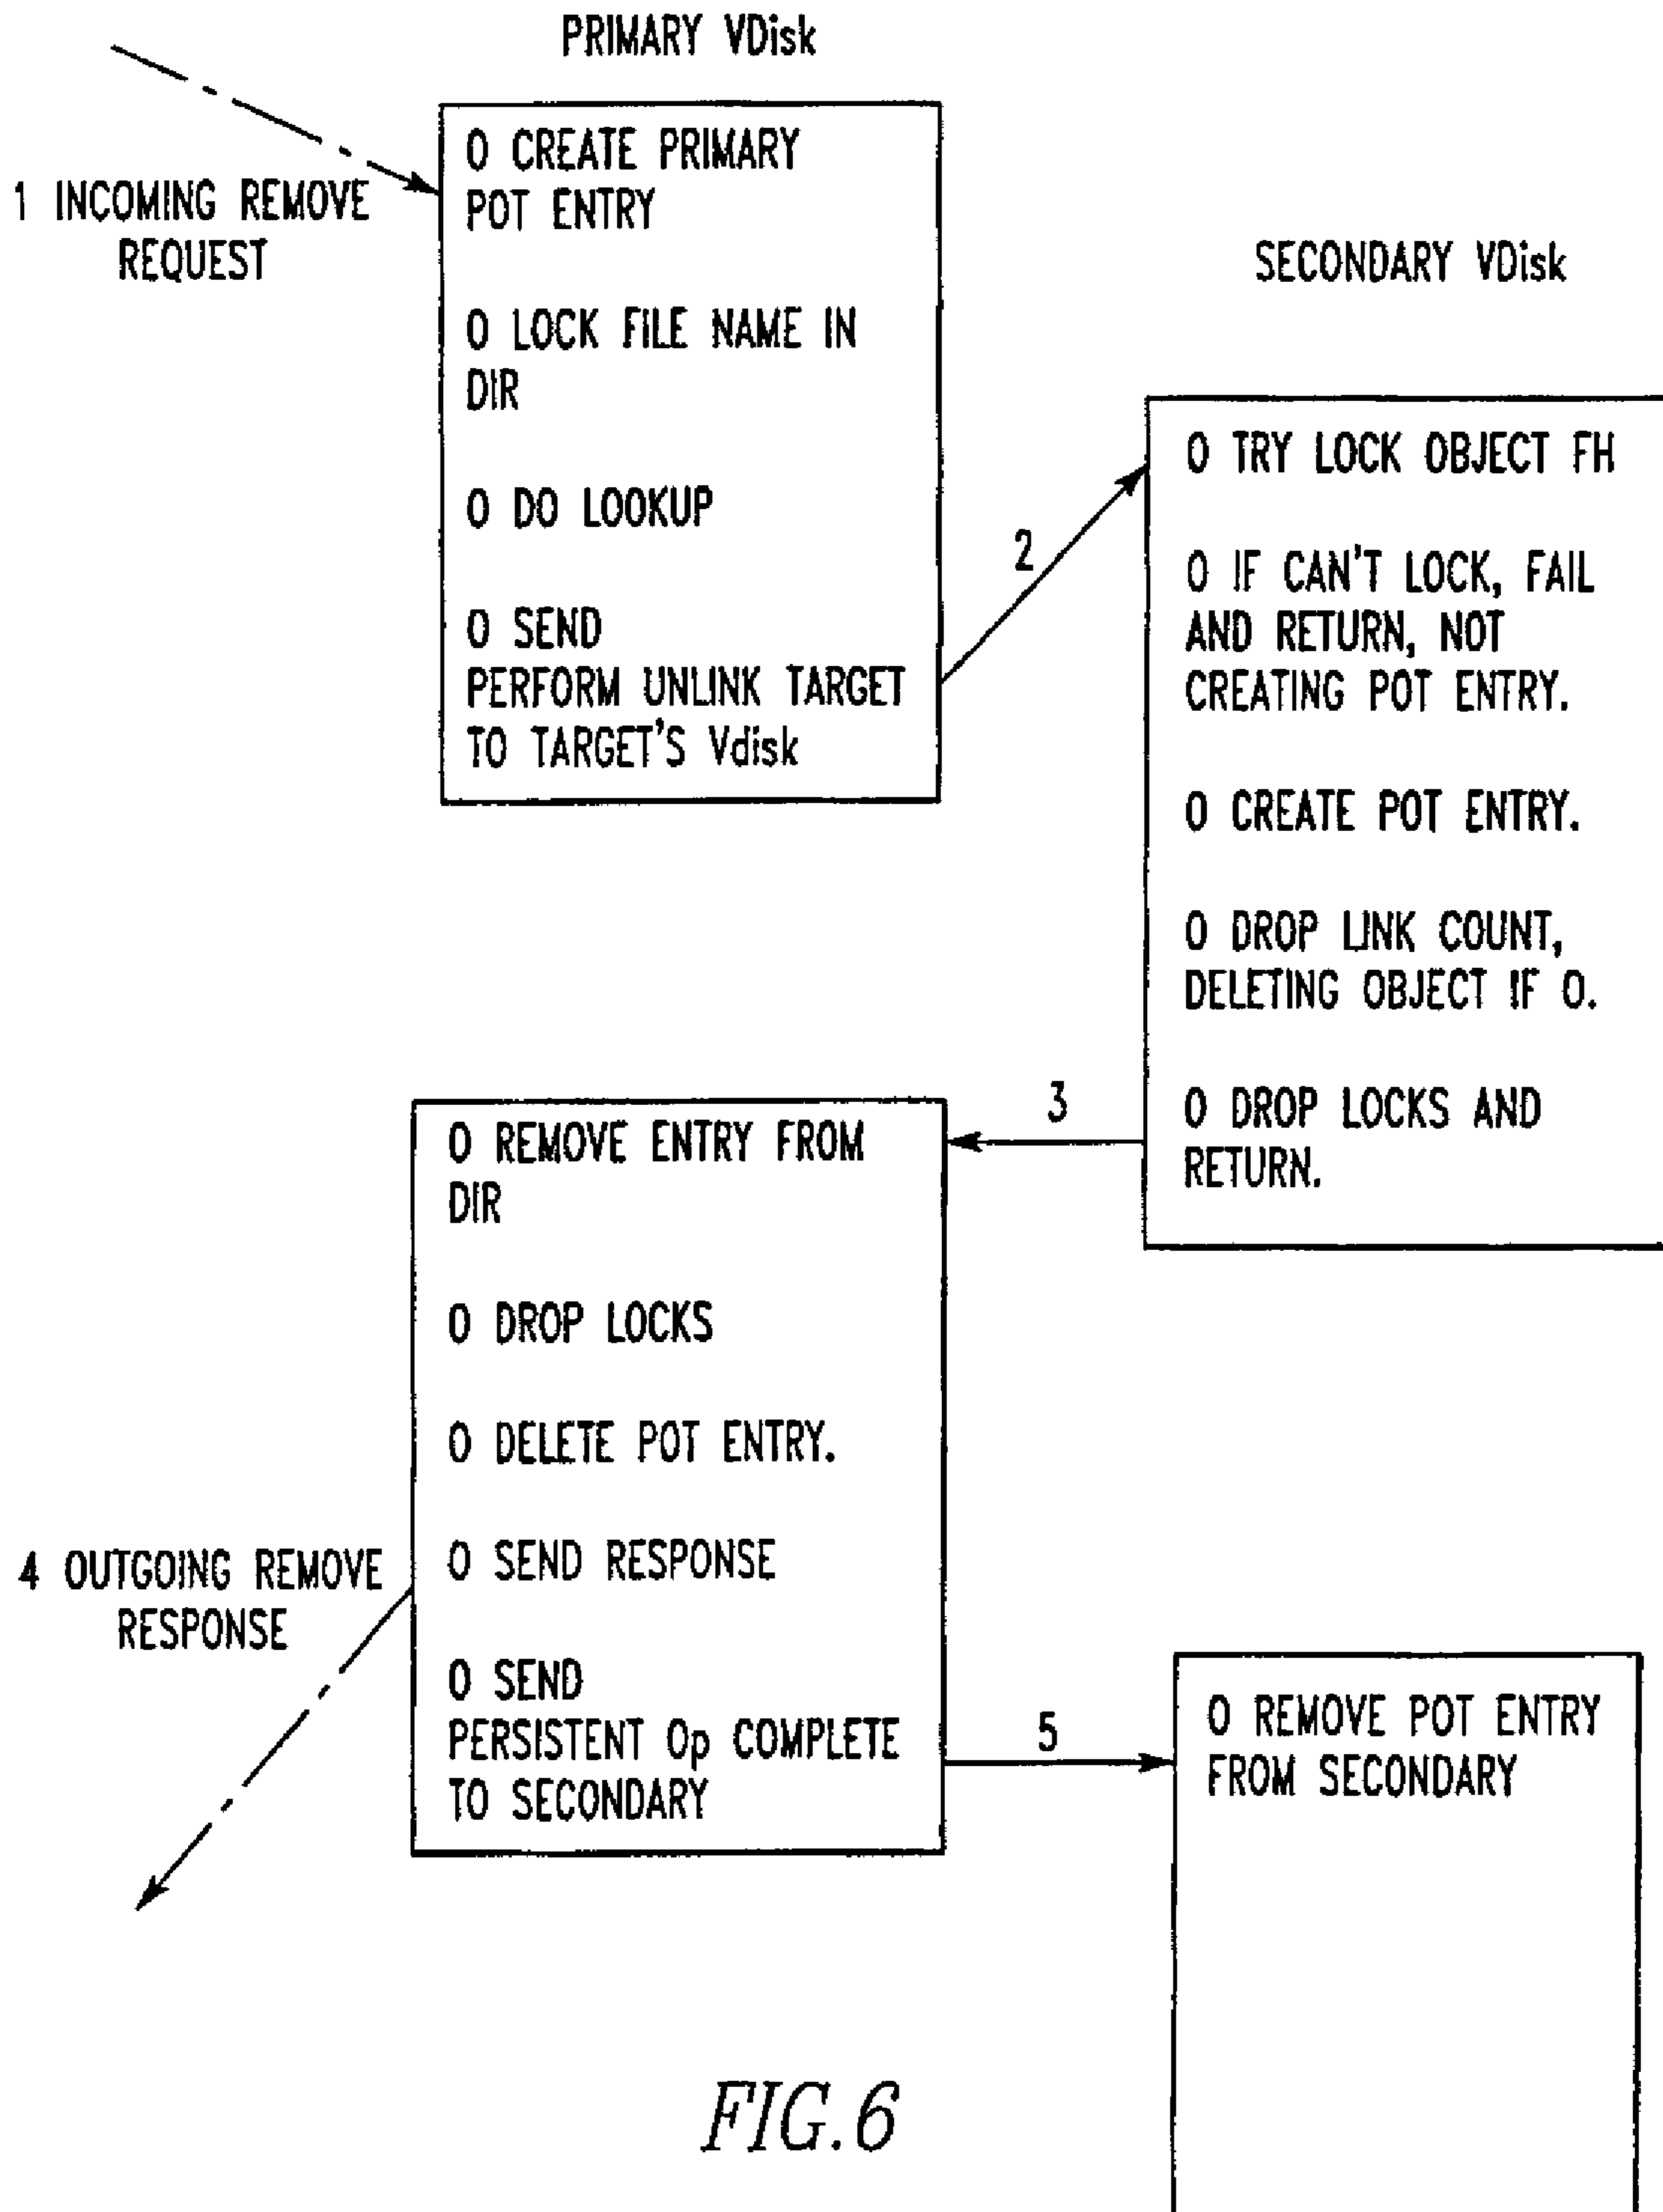 PRIMARY VDisk
1 INCOMING REMOVE
REQUEST
O CREATE PRIMARY
POT ENTRY
O LOCK FILE NAME IN
DIR
O DO LOOKUP
O SEND
PERFORM UNLINK TARGET
TO TARGET'S Vdisk
2
SECONDARY VDisk
O TRY LOCK OBJECT FH
O IF CAN'T LOCK, FAIL
AND RETURN, NOT
CREATING POT ENTRY.
O CREATE POT ENTRY.
O DROP LINK COUNT,
DELETING OBJECT IF 0.
O DROP LOCKS AND
RETURN.
3
O REMOVE ENTRY FROM
DIR
O DROP LOCKS
O DELETE POT ENTRY.
O SEND RESPONSE
O SEND
PERSISTENT Op COMPLETE
TO SECONDARY
4 OUTGOING REMOVE
RESPONSE
5
O REMOVE POT ENTRY
FROM SECONDARY
FIG.6